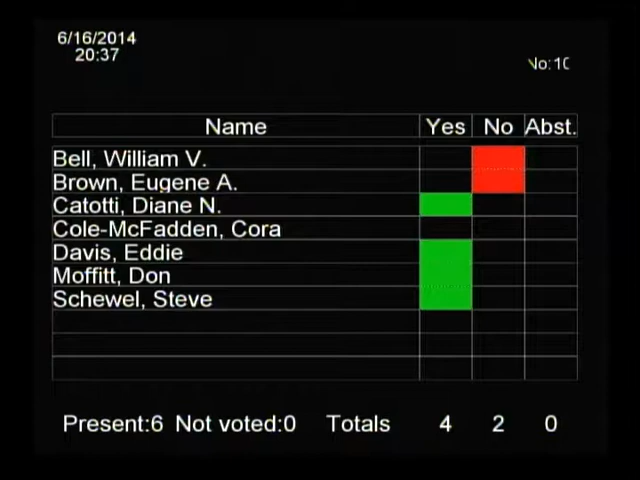 6/16/2014
20:37
No:10
Name Yes No Abst.
Bell, William V.
Brown, Eugene A.
Catotti, Diane N.
Cole-McFadden, Cora
Davis, Eddie
Moffitt, Don
Schewel, Steve
Present:6 Not voted:0 Totals 4 2 0